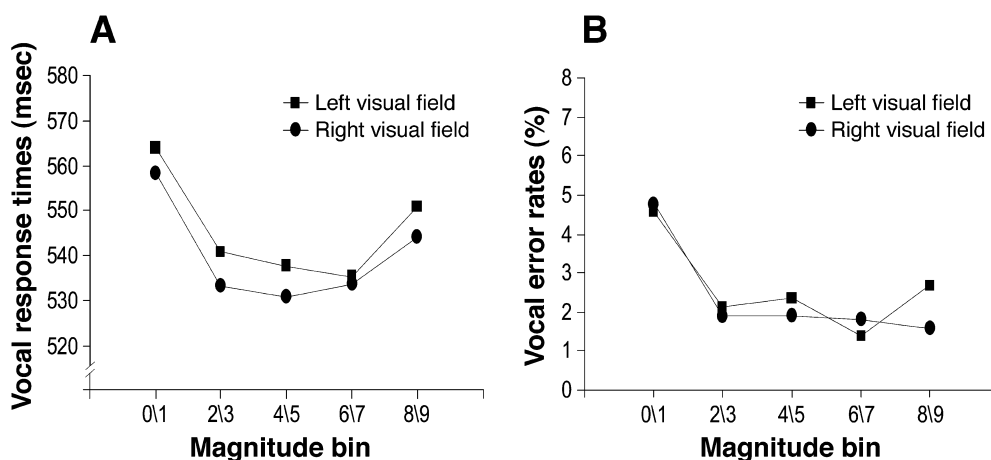 A
Vocal response times (msec)
580
570
560
550
540
530
520
Left visual field
Right visual field
0\1 2\3 4\5 6\7 8\9
Magnitude bin
B
Vocal error rates (%)
8
7
6
5
4
3
2
1
0
Left visual field
Right visual field
0\1 2\3 4\5 6\7 8\9
Magnitude bin